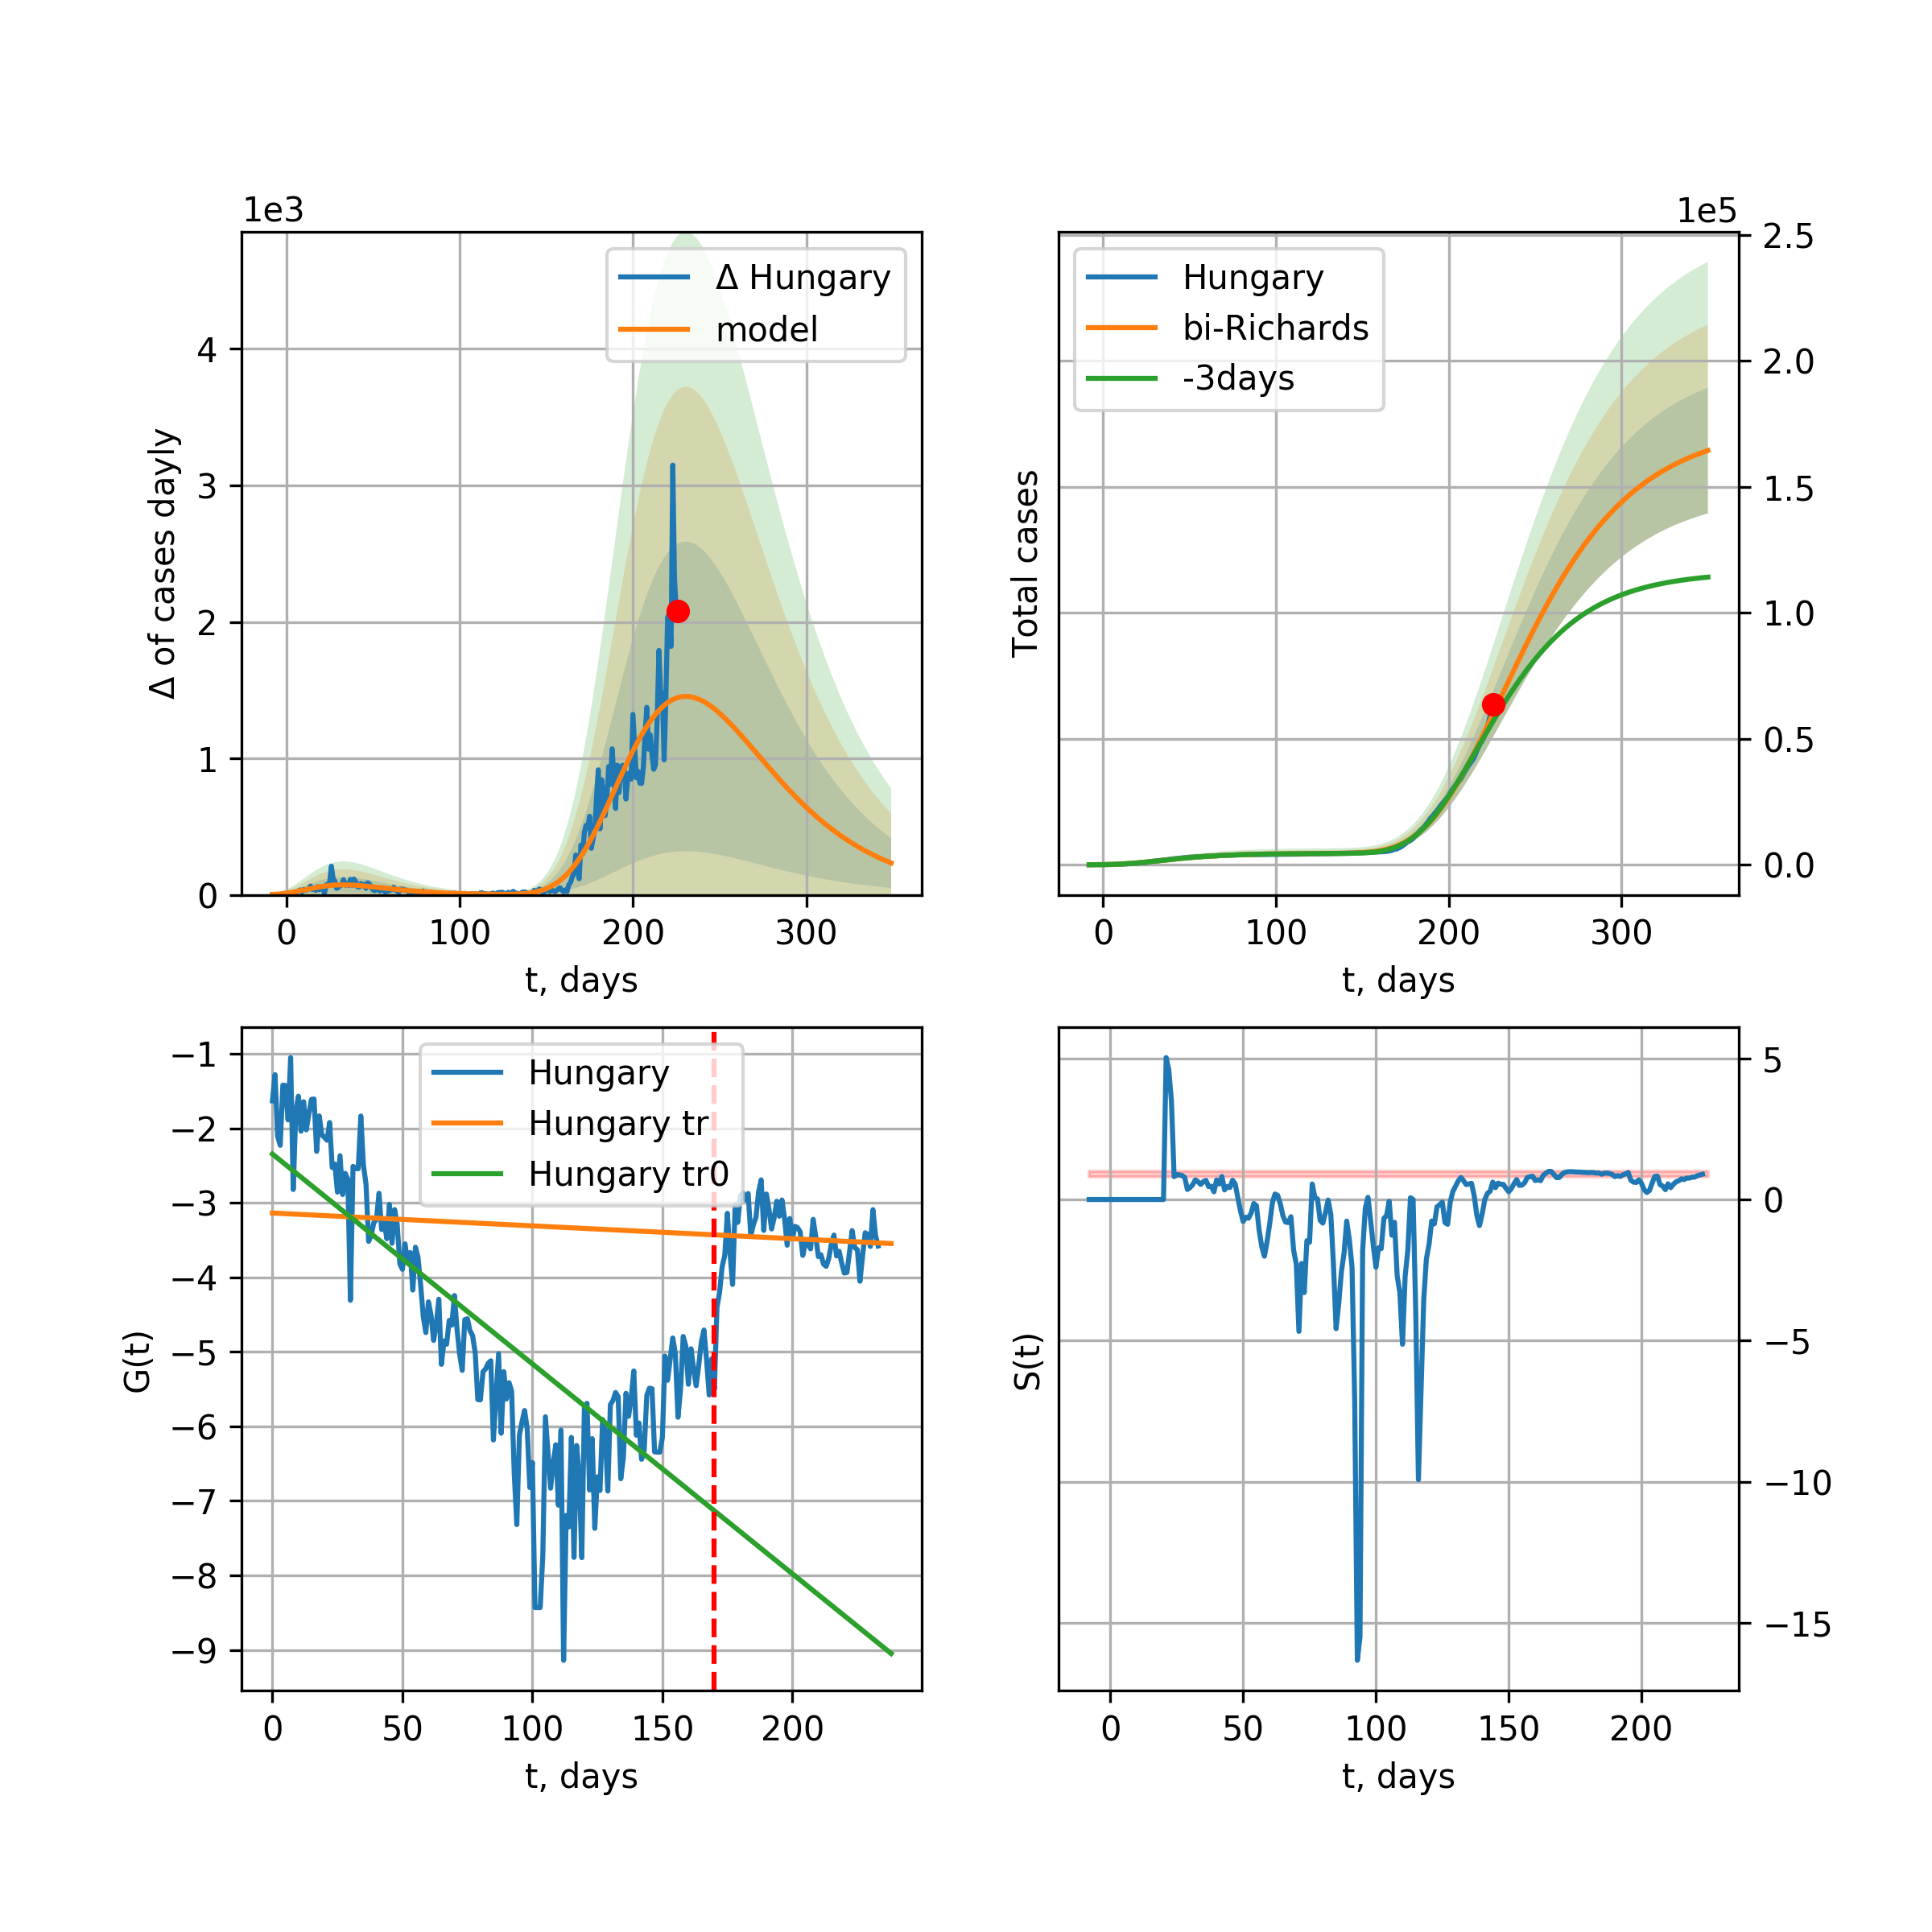 1e3
Δ of cases dayly
4
3
2
1
0
Δ Hungary
model
0 100 200 300
t, days
1e5
Total cases
Hungary
bi-Richards
-3days
2.5
2.0
1.5
1.0
0.5
0.0
0 100 200 300
t, days
G(t)
−1
−2
−3
−4
−5
−6
−7
−8
−9
Hungary
Hungary tr
Hungary tr0
0 50 100 150 200
t, days
S(t)
5
0
−5
−10
−15
0 50 100 150 200
t, days